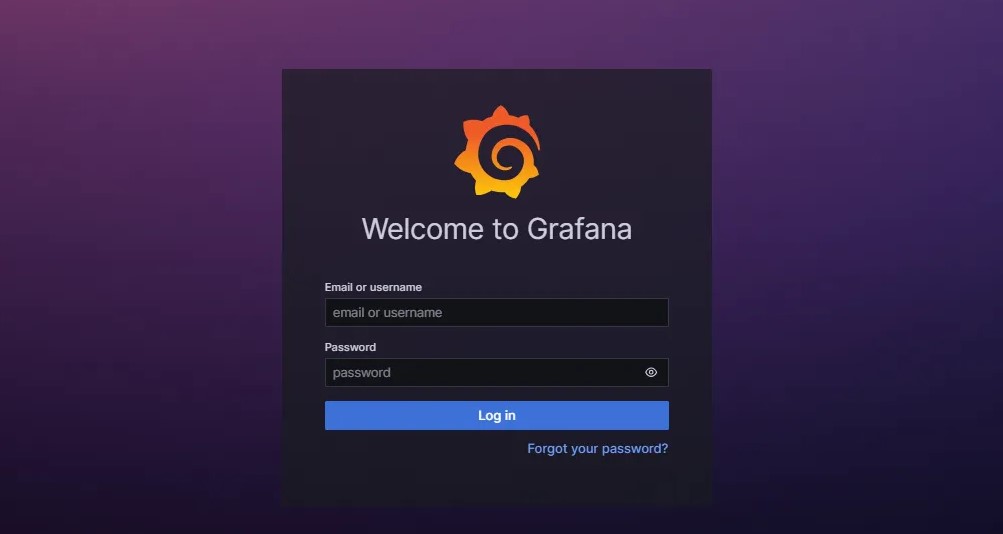 Welcome to Grafana
Email or username
email or username
Password
password
Log in
Forgot your password?